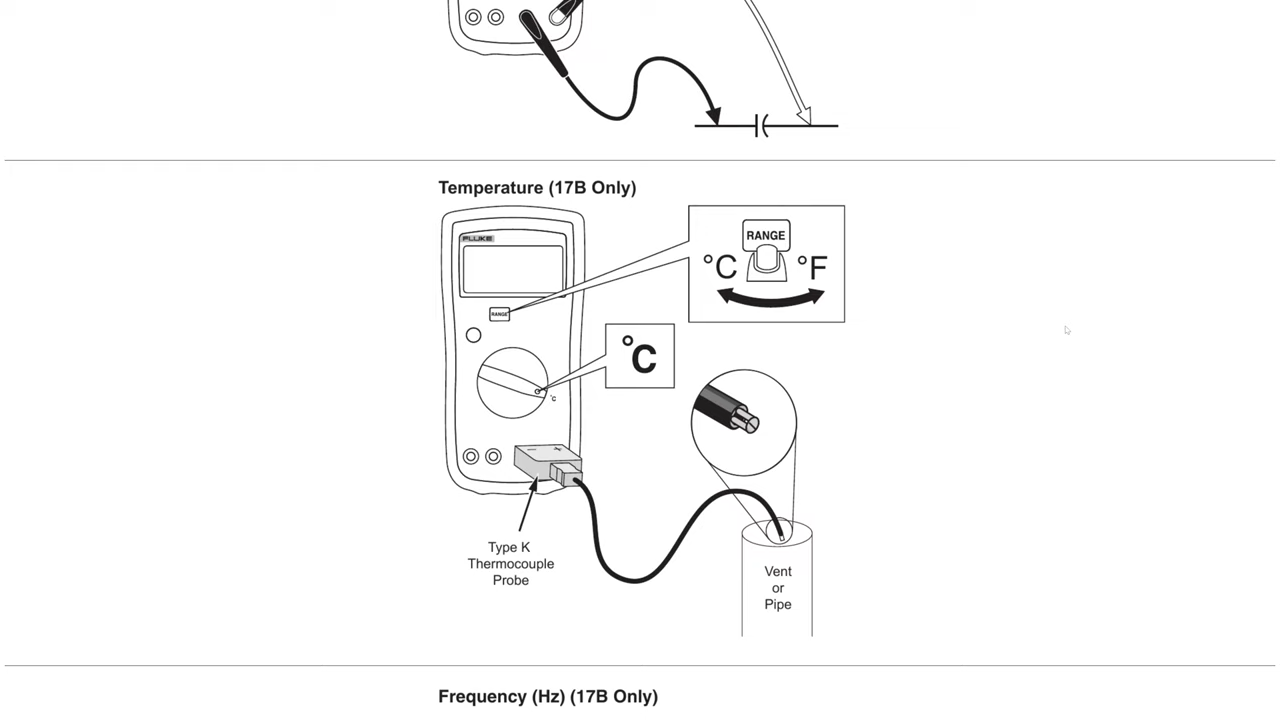 Temperature (17B Only)
FLUKE
RANGE
RANGE
°C °F
°C
°C
− +
Type K
Thermocouple
Probe
Vent
or
Pipe
Frequency (Hz) (17B Only)